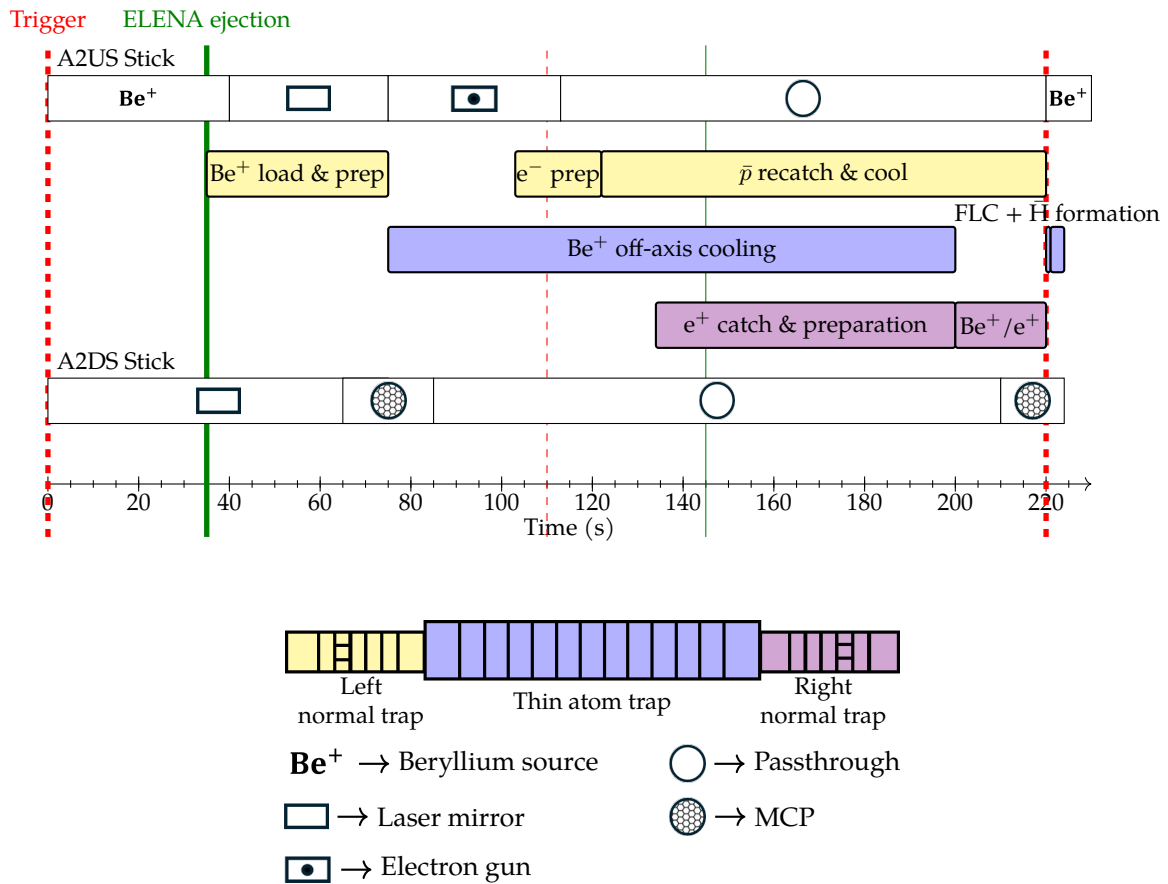 Trigger ELENA ejection
A2US Stick
Be⁺ Be⁺
Be⁺ load & prep e⁻ prep p̄ recatch & cool
FLC + H̄ formation
Be⁺ off-axis cooling
e⁺ catch & preparation Be⁺/e⁺
A2DS Stick
0 20 40 60 80 100 120 140 160 180 200 220
Time (s)
Left
normal trap
Thin atom trap
Right
normal trap
Be⁺ → Beryllium source
→ Passthrough
→ Laser mirror
→ MCP
→ Electron gun